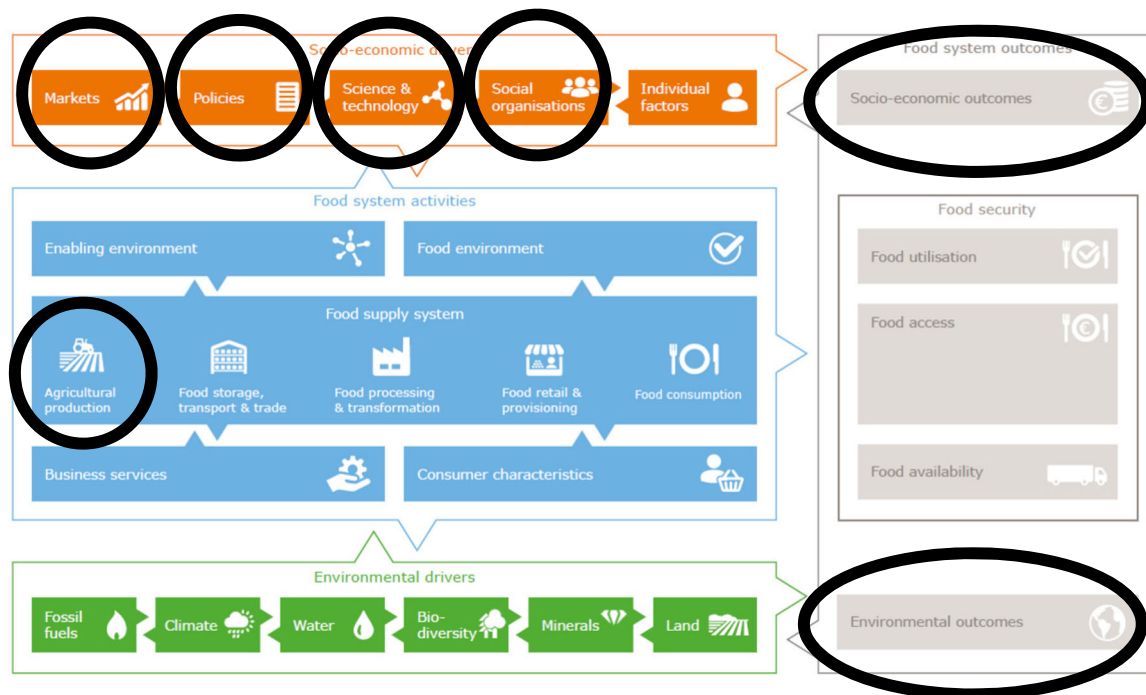 Socio-economic drivers
Markets
Policies
Science &
technology
Social
organisations
Individual
factors
Food system outcomes
Socio-economic outcomes
Food system activities
Enabling environment
Food environment
Food supply system
Agricultural
production
Food storage,
transport & trade
Food processing
& transformation
Food retail &
provisioning
Food consumption
Business services
Consumer characteristics
Food security
Food utilisation
Food access
Food availability
Environmental drivers
Fossil
fuels
Climate
Water
Bio-
diversity
Minerals
Land
Environmental outcomes